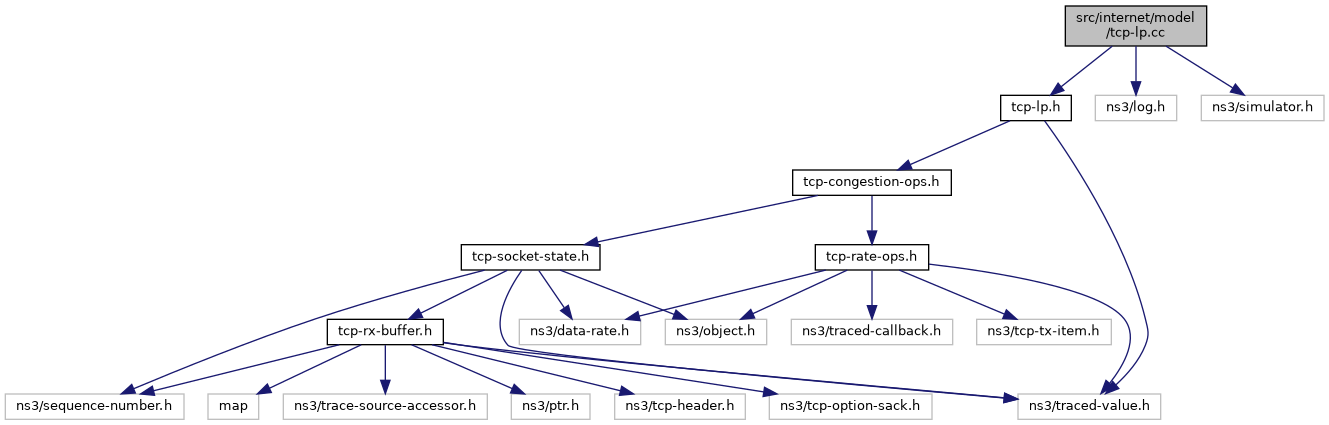 src/internet/model
/tcp-lp.cc
tcp-lp.h
ns3/log.h
ns3/simulator.h
tcp-congestion-ops.h
tcp-socket-state.h
tcp-rate-ops.h
tcp-rx-buffer.h
ns3/data-rate.h
ns3/object.h
ns3/traced-callback.h
ns3/tcp-tx-item.h
ns3/sequence-number.h
map
ns3/trace-source-accessor.h
ns3/ptr.h
ns3/tcp-header.h
ns3/tcp-option-sack.h
ns3/traced-value.h